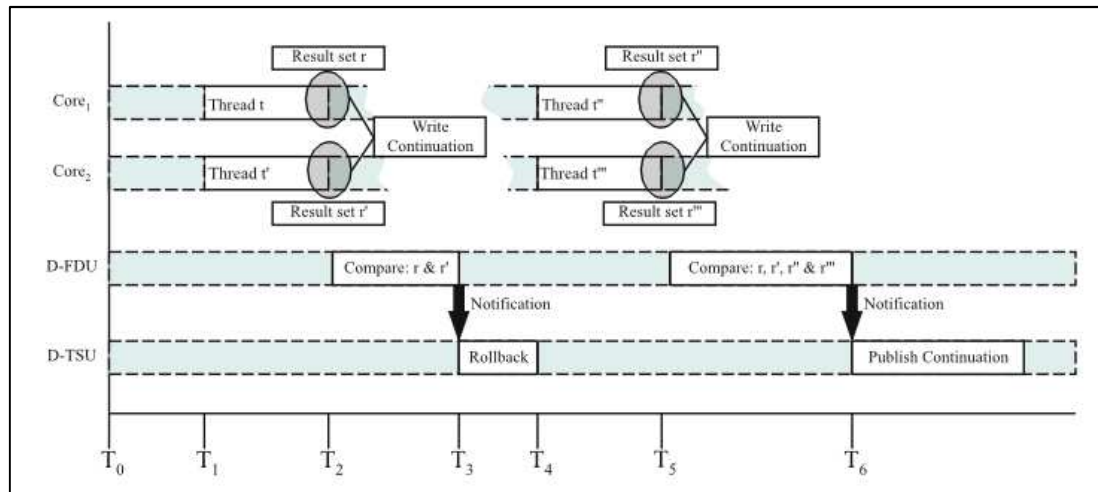 Result set r
Result set r"
Core1
Thread t
Thread t"
Write
Continuation
Write
Continuation
Core2
Thread t'
Thread t'''
Result set r'
Result set r'''
D-FDU
Compare: r & r'
Compare: r, r', r" & r'''
Notification
Notification
D-TSU
Rollback
Publish Continuation
T0 T1 T2 T3 T4 T5 T6